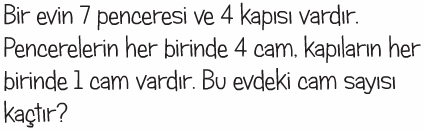 Bir evin 7 penceresi ve 4 kapısı vardır.
Pencerelerin her birinde 4 cam, kapıların her
birinde 1 cam vardır. Bu evdeki cam sayısı
kaçtır?